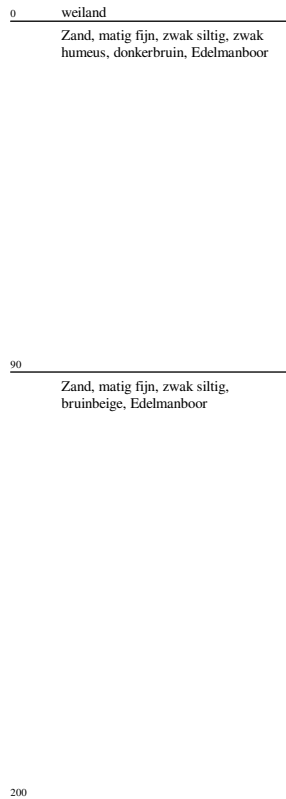 0 weiland
Zand, matig fijn, zwak siltig, zwak
humeus, donkerbruin, Edelmanboor
90
Zand, matig fijn, zwak siltig,
bruinbeige, Edelmanboor
200